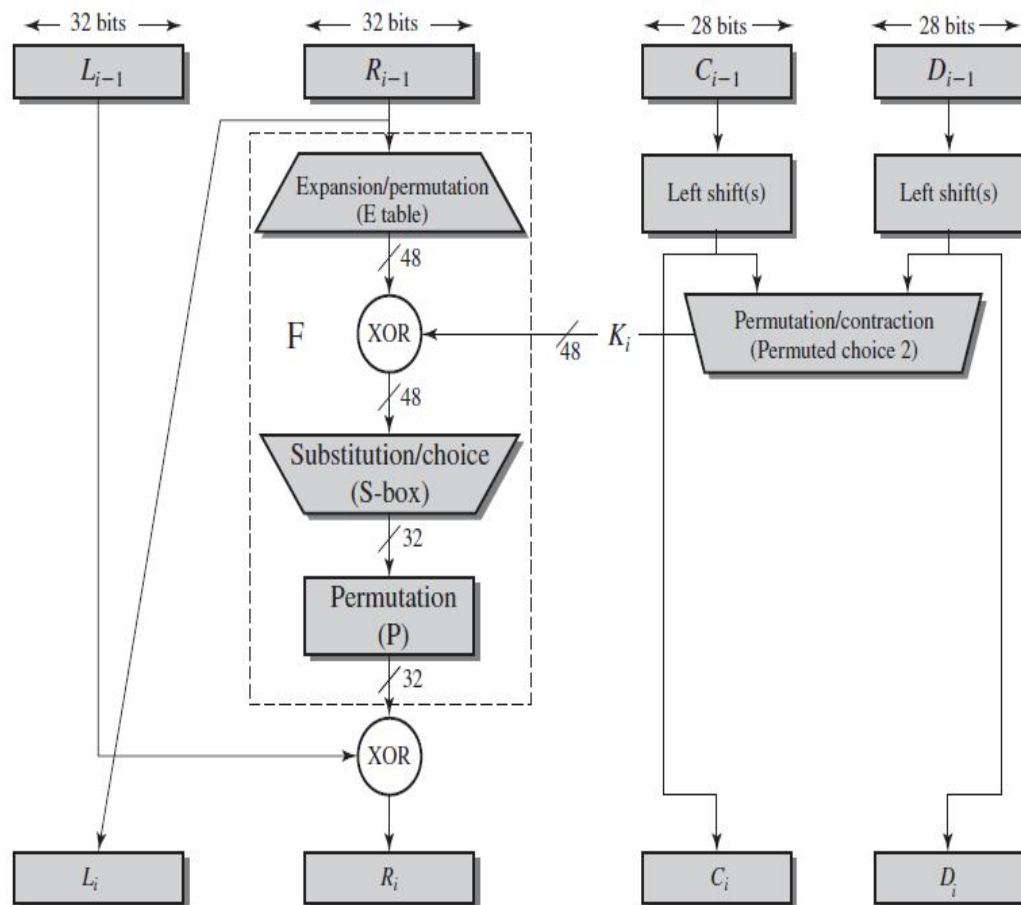 32 bits
32 bits
28 bits
28 bits
L_{i−1}
R_{i−1}
C_{i−1}
D_{i−1}
Expansion/permutation
(E table)
Left shift(s)
Left shift(s)
48
F
XOR
48
K_i
Permutation/contraction
(Permuted choice 2)
48
Substitution/choice
(S-box)
32
Permutation
(P)
32
XOR
L_i
R_i
C_i
D_i